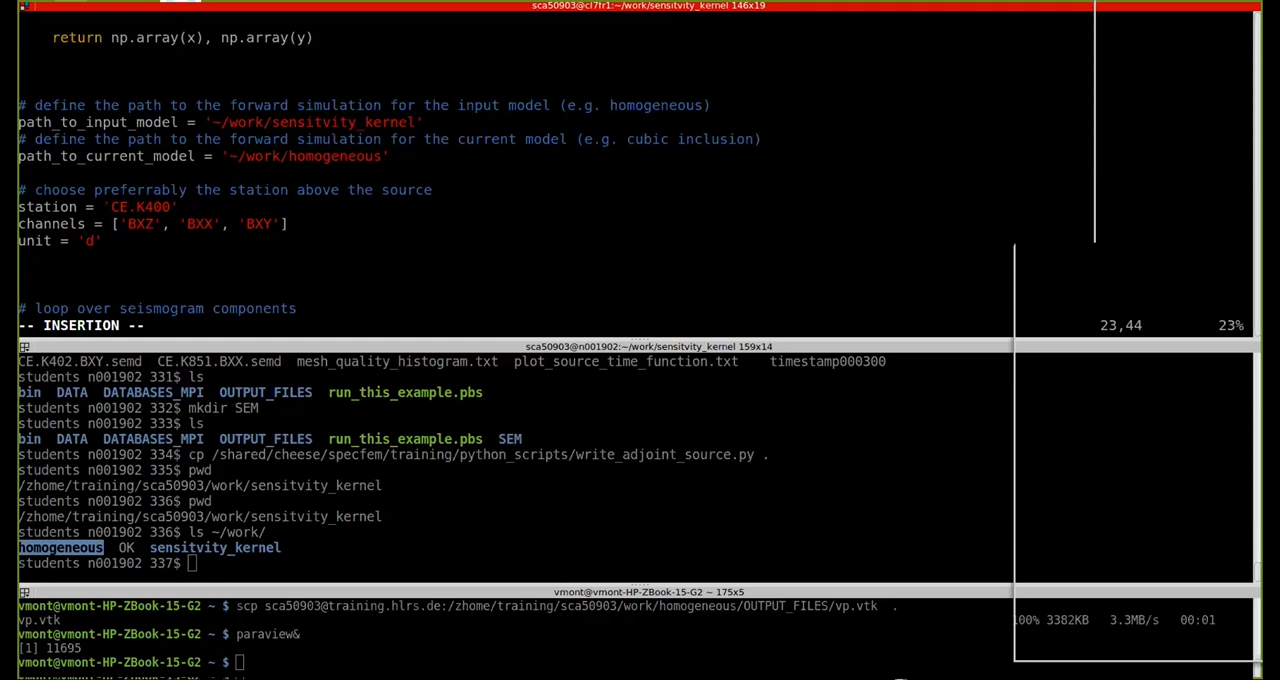 sca50903@cl7fr1:~/work/sensitvity_kernel 146x19
return np.array(x), np.array(y)
# define the path to the forward simulation for the input model (e.g. homogeneous)
path_to_input_model = '~/work/sensitvity_kernel'
# define the path to the forward simulation for the current model (e.g. cubic inclusion)
path_to_current_model = '~/work/homogeneous'
# choose preferrably the station above the source
station = 'CE.K400'
channels = ['BXZ', 'BXX', 'BXY']
unit = 'd'
# loop over seismogram components
-- INSERTION -- 23,44 23%
sca50903@n001902:~/work/sensitvity_kernel 159x14
CE.K402.BXY.semd CE.K851.BXX.semd mesh_quality_histogram.txt plot_source_time_function.txt timestamp000300
students n001902 331$ ls
bin DATA DATABASES_MPI OUTPUT_FILES run_this_example.pbs
students n001902 332$ mkdir SEM
students n001902 333$ ls
bin DATA DATABASES_MPI OUTPUT_FILES run_this_example.pbs SEM
students n001902 334$ cp /shared/cheese/specfem/training/python_scripts/write_adjoint_source.py .
students n001902 335$ pwd
/zhome/training/sca50903/work/sensitvity_kernel
students n001902 336$ pwd
/zhome/training/sca50903/work/sensitvity_kernel
students n001902 336$ ls ~/work/
homogeneous OK sensitvity_kernel
students n001902 337$
vmont@vmont-HP-ZBook-15-G2 ~ 175x5
vmont@vmont-HP-ZBook-15-G2 ~ $ scp sca50903@training.hlrs.de:/zhome/training/sca50903/work/homogeneous/OUTPUT_FILES/vp.vtk .
vp.vtk 100% 3382KB 3.3MB/s 00:01
vmont@vmont-HP-ZBook-15-G2 ~ $ paraview&
[1] 11695
vmont@vmont-HP-ZBook-15-G2 ~ $